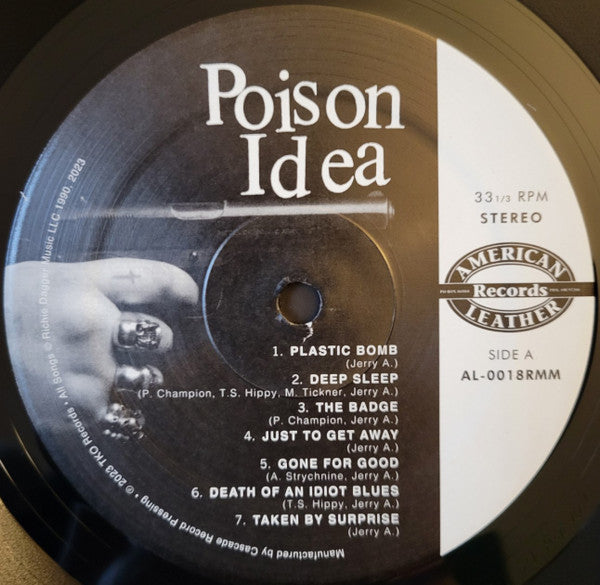 Poison
Idea
33 1/3 RPM
STEREO
AMERICAN
Records
LEATHER
SIDE A
AL-0018RMM
1. PLASTIC BOMB
(Jerry A.)
2. DEEP SLEEP
(P. Champion, T.S. Hippy, M. Tickner, Jerry A.)
3. THE BADGE
(P. Champion, Jerry A.)
4. JUST TO GET AWAY
(Jerry A.)
5. GONE FOR GOOD
(A. Strychnine, Jerry A.)
6. DEATH OF AN IDIOT BLUES
(T.S. Hippy, Jerry A.)
7. TAKEN BY SURPRISE
(Jerry A.)
Manufactured by Cascade Record Pressing • ℗ 2023 TKO Records • All Songs © Richie Dagger Music LLC 1990, 2023